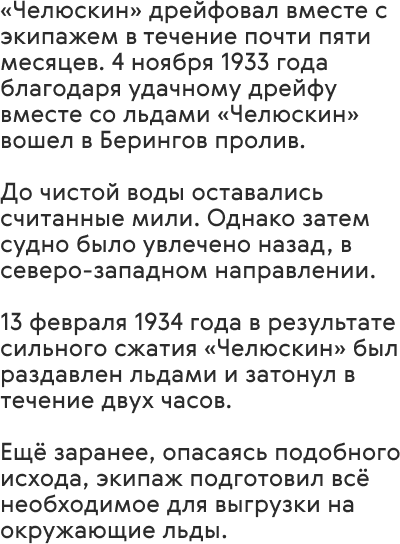 «Челюскин» дрейфовал вместе с
экипажем в течение почти пяти
месяцев. 4 ноября 1933 года
благодаря удачному дрейфу
вместе со льдами «Челюскин»
вошел в Берингов пролив.
До чистой воды оставались
считанные мили. Однако затем
судно было увлечено назад, в
северо-западном направлении.
13 февраля 1934 года в результате
сильного сжатия «Челюскин» был
раздавлен льдами и затонул в
течение двух часов.
Ещё заранее, опасаясь подобного
исхода, экипаж подготовил всё
необходимое для выгрузки на
окружающие льды.